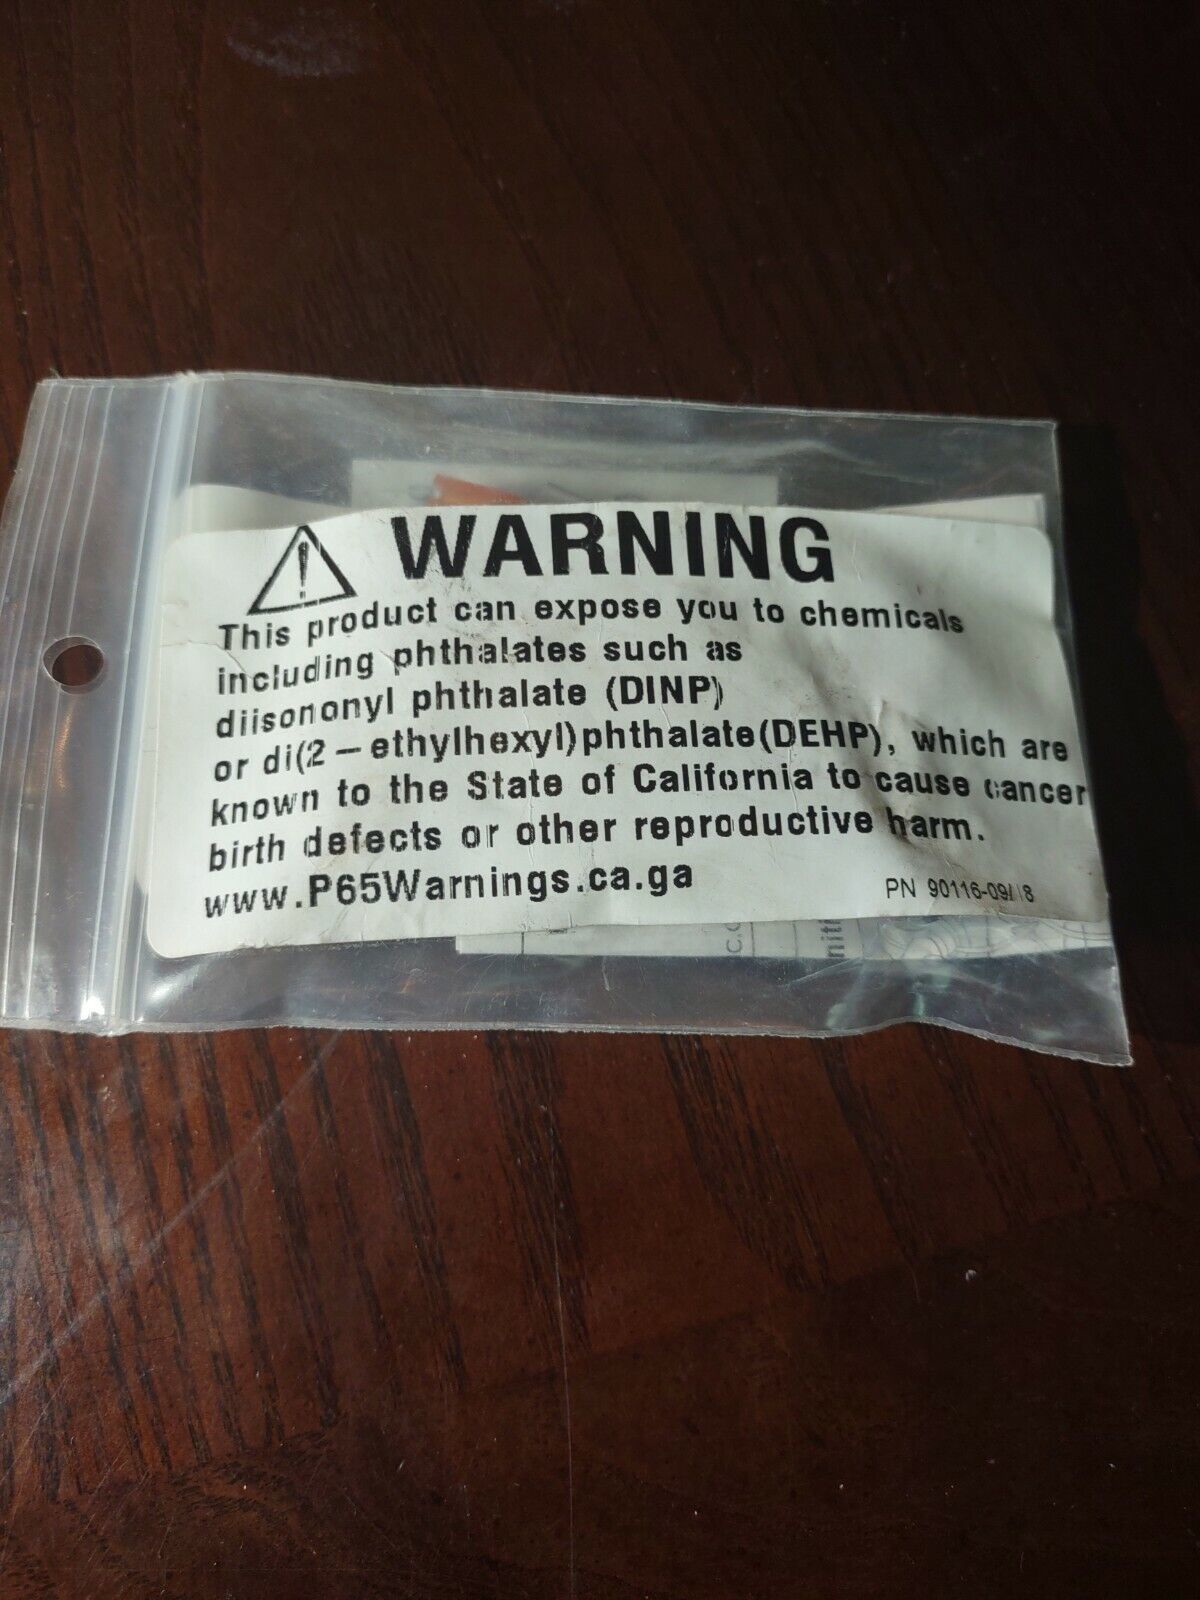 WARNING
This product can expose you to chemicals
including phthalates such as
diisononyl phthalate (DINP)
or di(2-ethylhexyl)phthalate(DEHP), which are
known to the State of California to cause cancer
birth defects or other reproductive harm.
www.P65Warnings.ca.ga
PN 90116-09/18